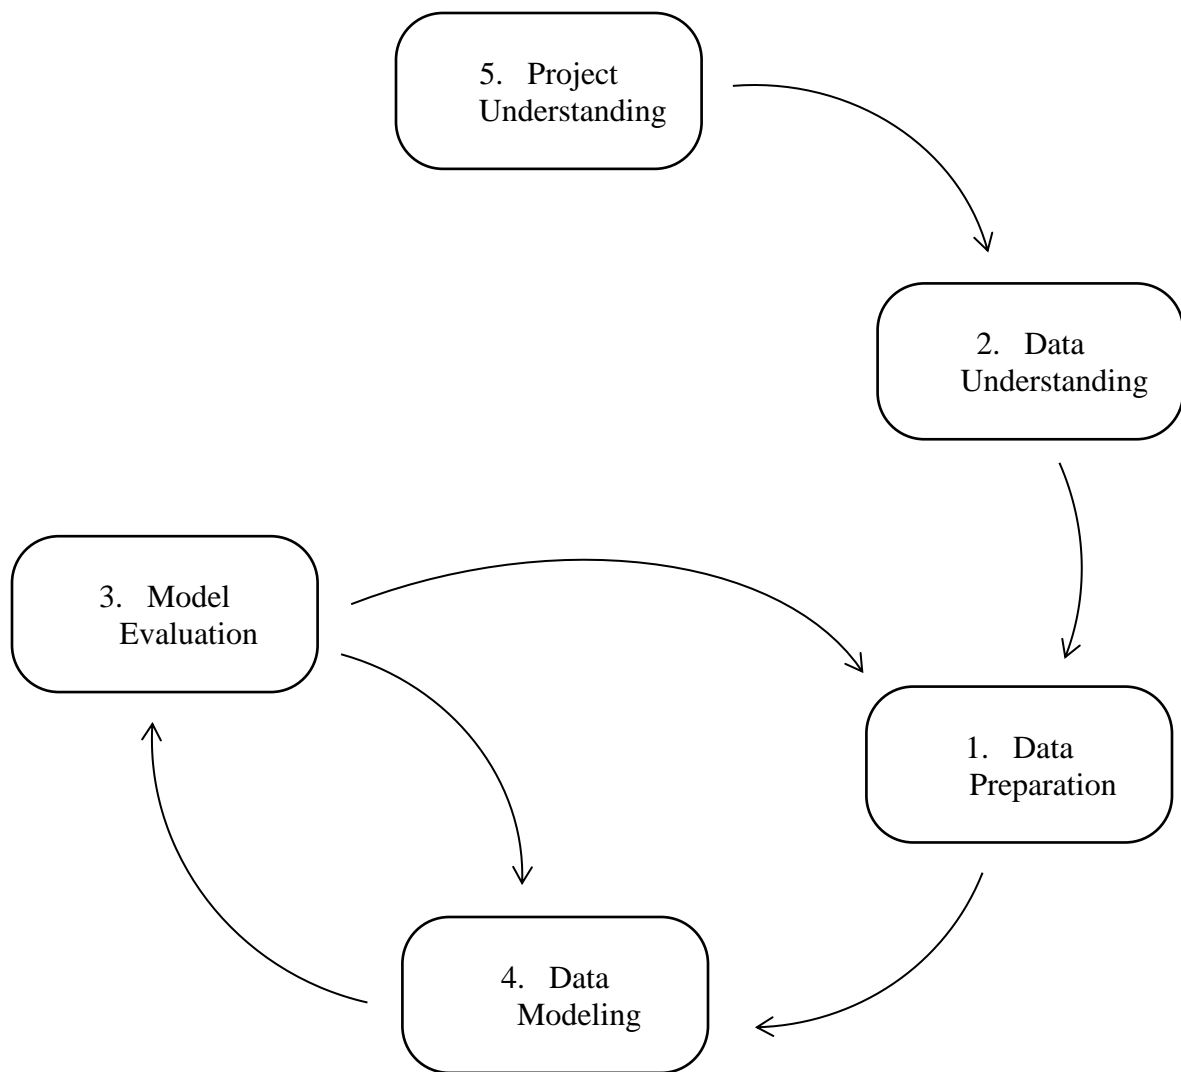 5. Project
Understanding
2. Data
Understanding
3. Model
Evaluation
1. Data
Preparation
4. Data
Modeling